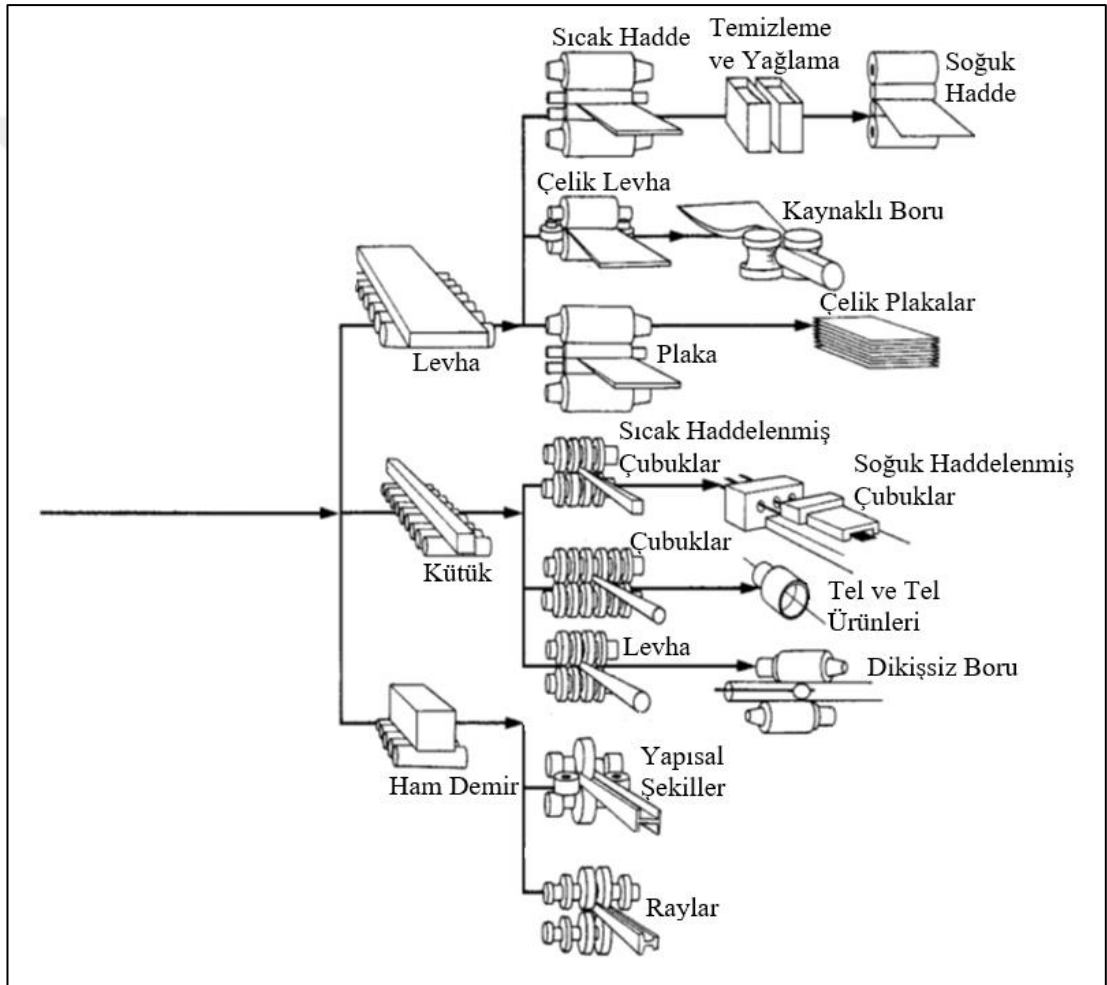 Sıcak Hadde
Temizleme
ve Yağlama
Soğuk
Hadde
Çelik Levha
Kaynaklı Boru
Levha
Plaka
Çelik Plakalar
Sıcak Haddelenmiş
Çubuklar
Soğuk Haddelenmiş
Çubuklar
Kütük
Çubuklar
Tel ve Tel
Ürünleri
Levha
Dikişsiz Boru
Ham Demir
Yapısal
Şekiller
Raylar